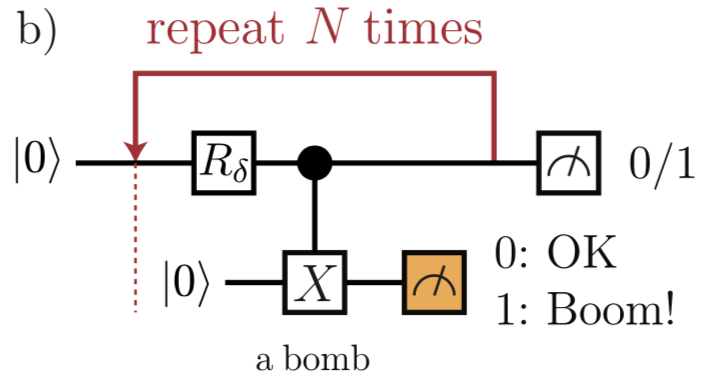 b)
repeat N times
|0⟩ R_δ 0/1
|0⟩ X 0: OK
1: Boom!
a bomb